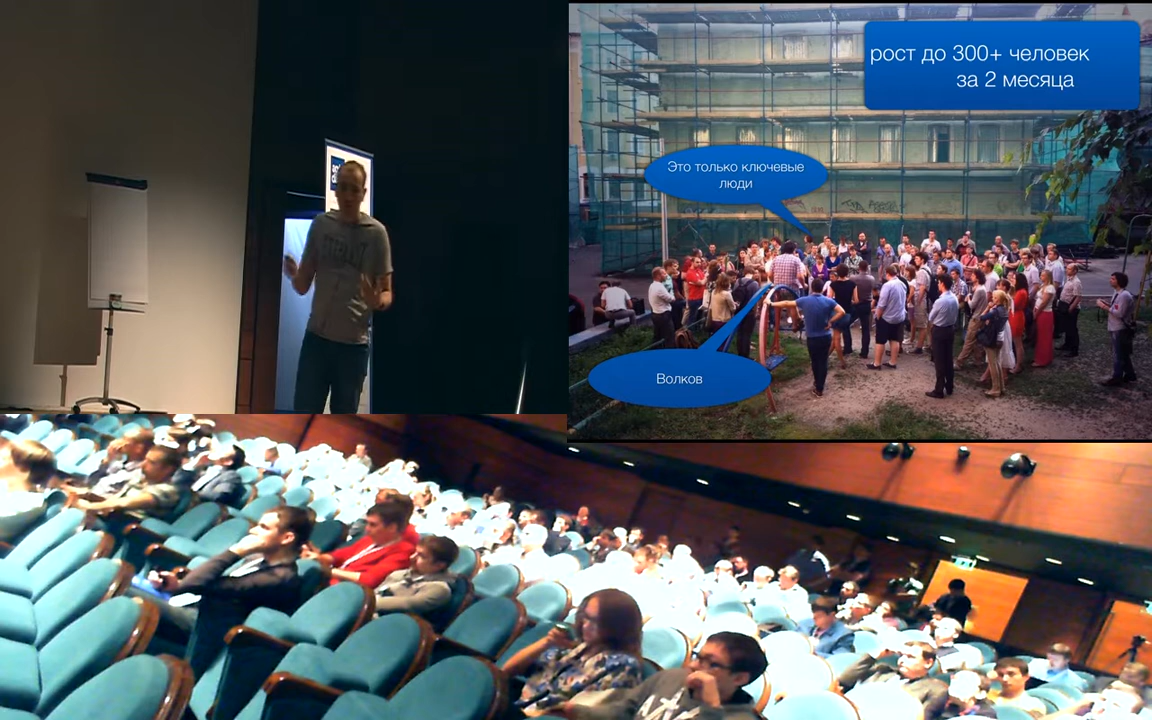 рост до 300+ человек
за 2 месяца
Это только ключевые
люди
Волков